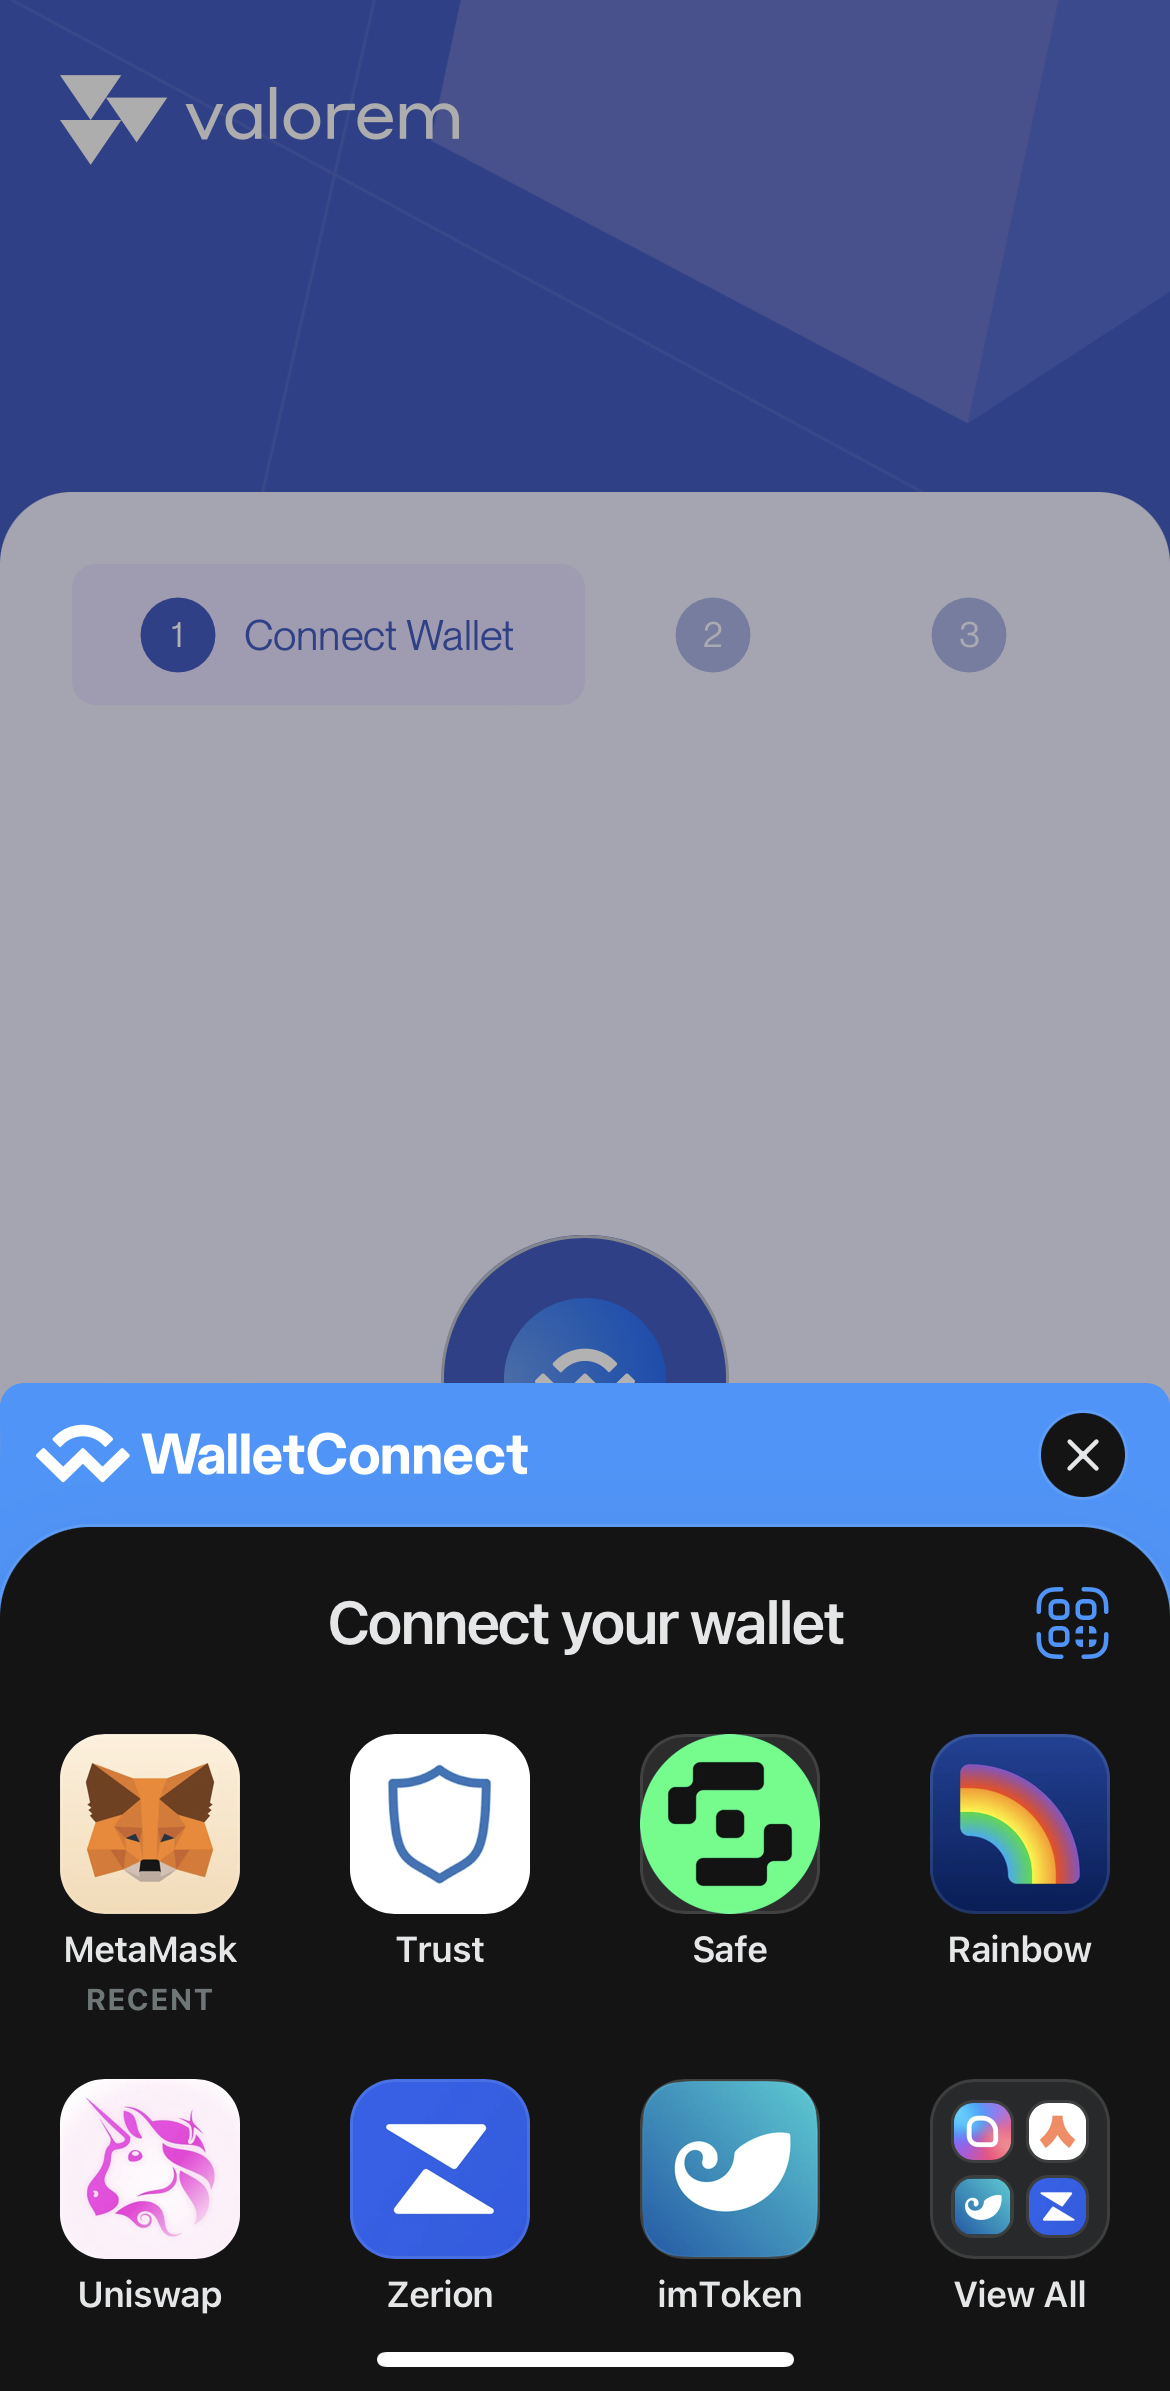 valorem
1 Connect Wallet 2 3
WalletConnect
Connect your wallet
MetaMask Trust Safe Rainbow
RECENT
Uniswap Zerion imToken View All